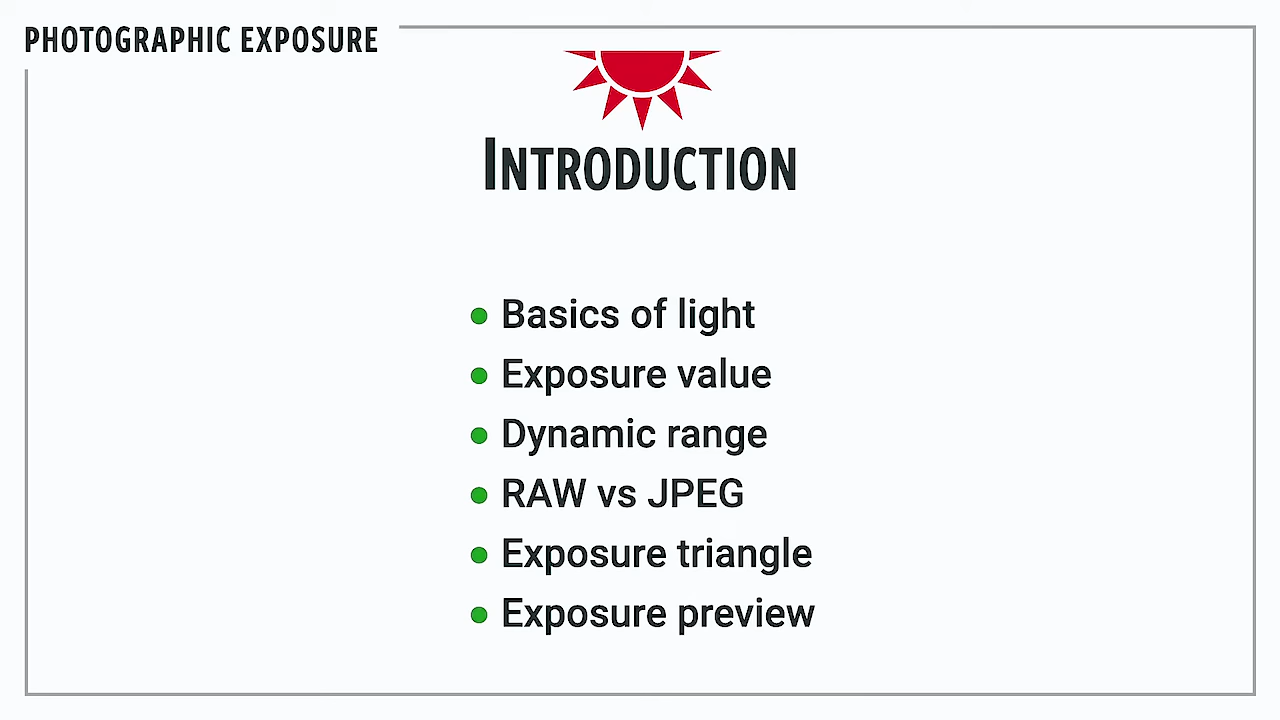 PHOTOGRAPHIC EXPOSURE
INTRODUCTION
• Basics of light
• Exposure value
• Dynamic range
• RAW vs JPEG
• Exposure triangle
• Exposure preview